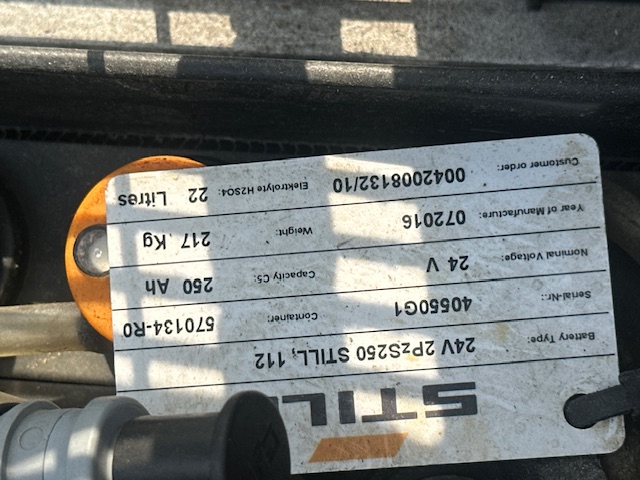 STILL
Battery Type: 24V 2PzS250 STILL, 112
Serial-Nr.: 40550G1 Container: 570134-R0
Nominal Voltage: 24 V Capacity C5: 250 Ah
Year of Manufacture: 072016 Weight: 217 Kg
Customer order: 0042008132/10 Elektrolyte H2SO4: 22 Litres